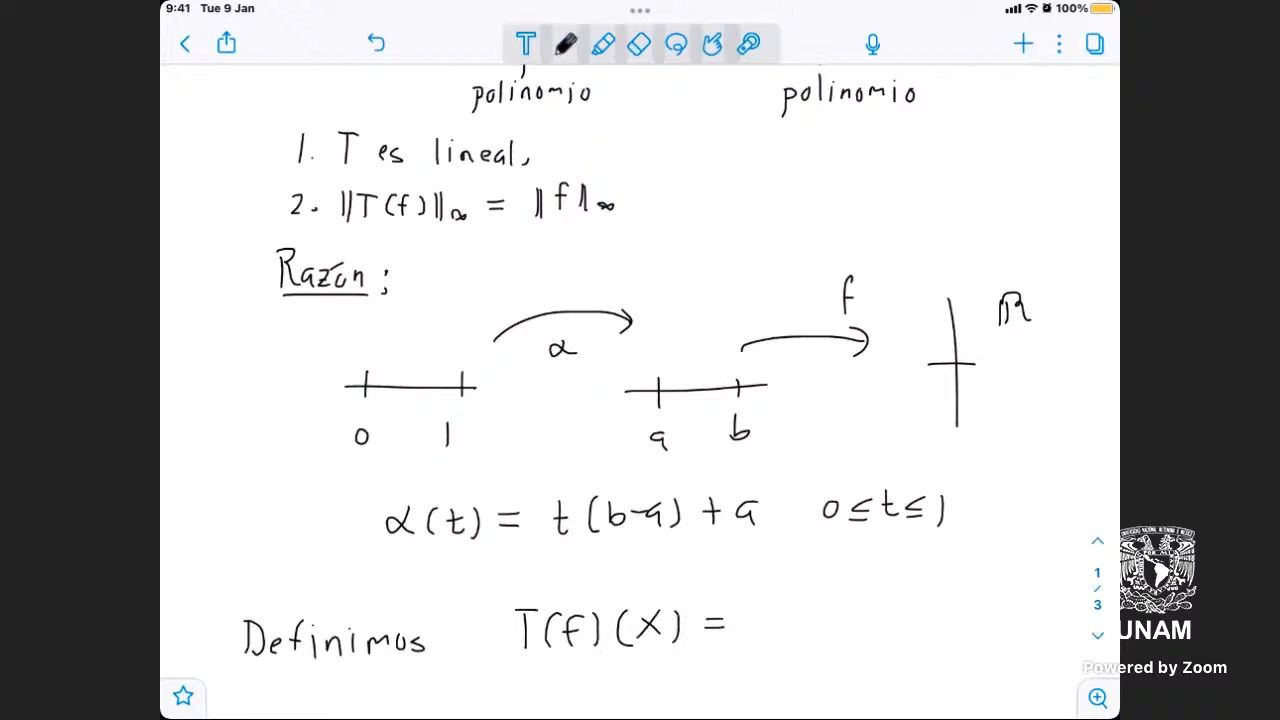 9:41 Tue 9 Jan
100%
polinomio polinomio
1. T es lineal,
2. ‖T(f)‖∞ = ‖f‖∞
Razón:
α f ℝ
0 1 a b
α(t) = t(b-a) + a 0 ≤ t ≤ 1
Definimos T(f)(x) =
1
3
UNAM
Powered by Zoom